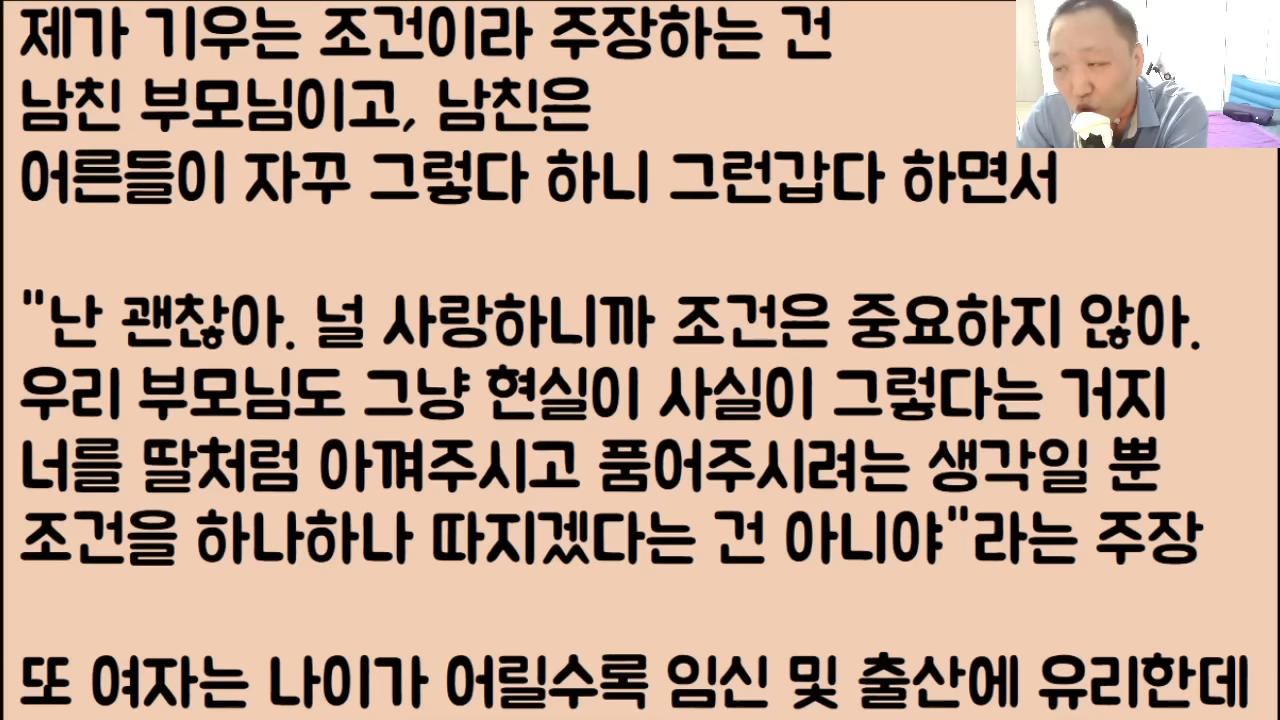 제가 기우는 조건이라 주장하는 건
남친 부모님이고, 남친은
어른들이 자꾸 그렇다 하니 그런갑다 하면서
"난 괜찮아. 널 사랑하니까 조건은 중요하지 않아.
우리 부모님도 그냥 현실이 사실이 그렇다는 거지
너를 딸처럼 아껴주시고 품어주시려는 생각일 뿐
조건을 하나하나 따지겠다는 건 아니야"라는 주장
또 여자는 나이가 어릴수록 임신 및 출산에 유리한데